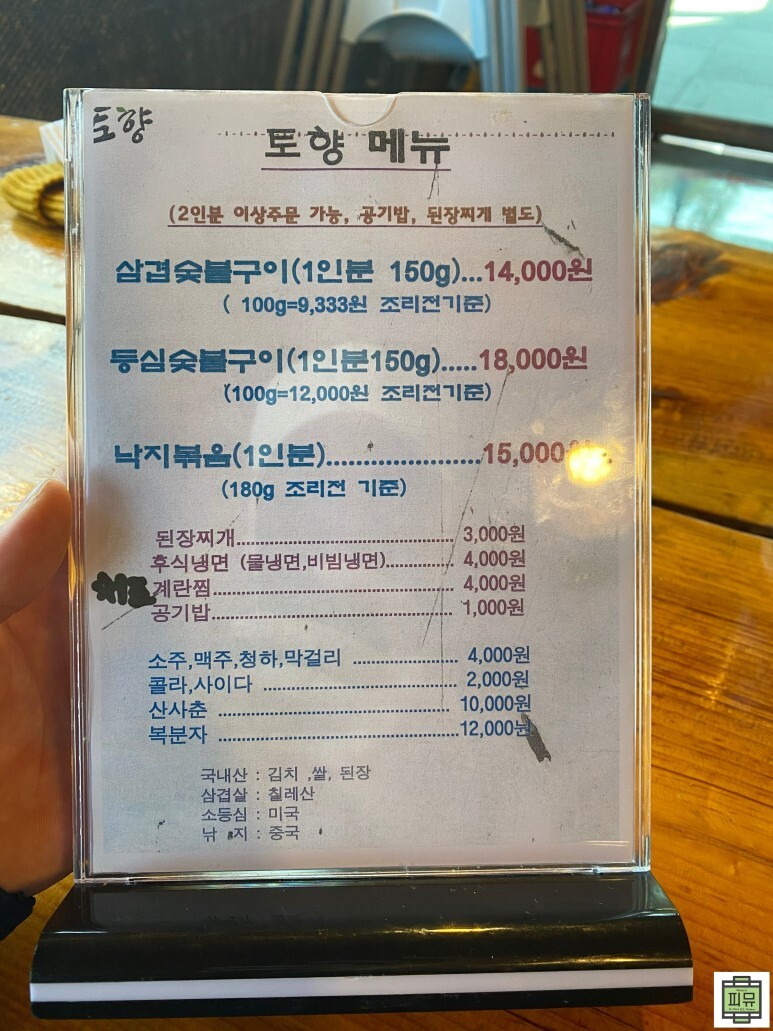 토향
토향 메뉴
(2인분 이상주문 가능, 공기밥, 된장찌게 별도)
삼겹숯불구이(1인분 150g)...14,000원
( 100g=9,333원 조리전기준)
등심숯불구이(1인분150g).....18,000원
(100g=12,000원 조리전기준)
낙지볶음(1인분)......................15,000
(180g 조리전 기준)
된장찌개.................................... 3,000원
후식냉면 (물냉면,비빔냉면)........... 4,000원
계란찜........................................ 4,000원
공기밥........................................ 1,000원
소주,맥주,청하,막걸리 ................. 4,000원
콜라,사이다 ................................ 2,000원
산사춘 ...................................... 10,000원
복분자 .......................................12,000원
국내산 : 김치 ,쌀, 된장
삼겹살 : 칠레산
소등심 : 미국
낚 지 : 중국
피뮤